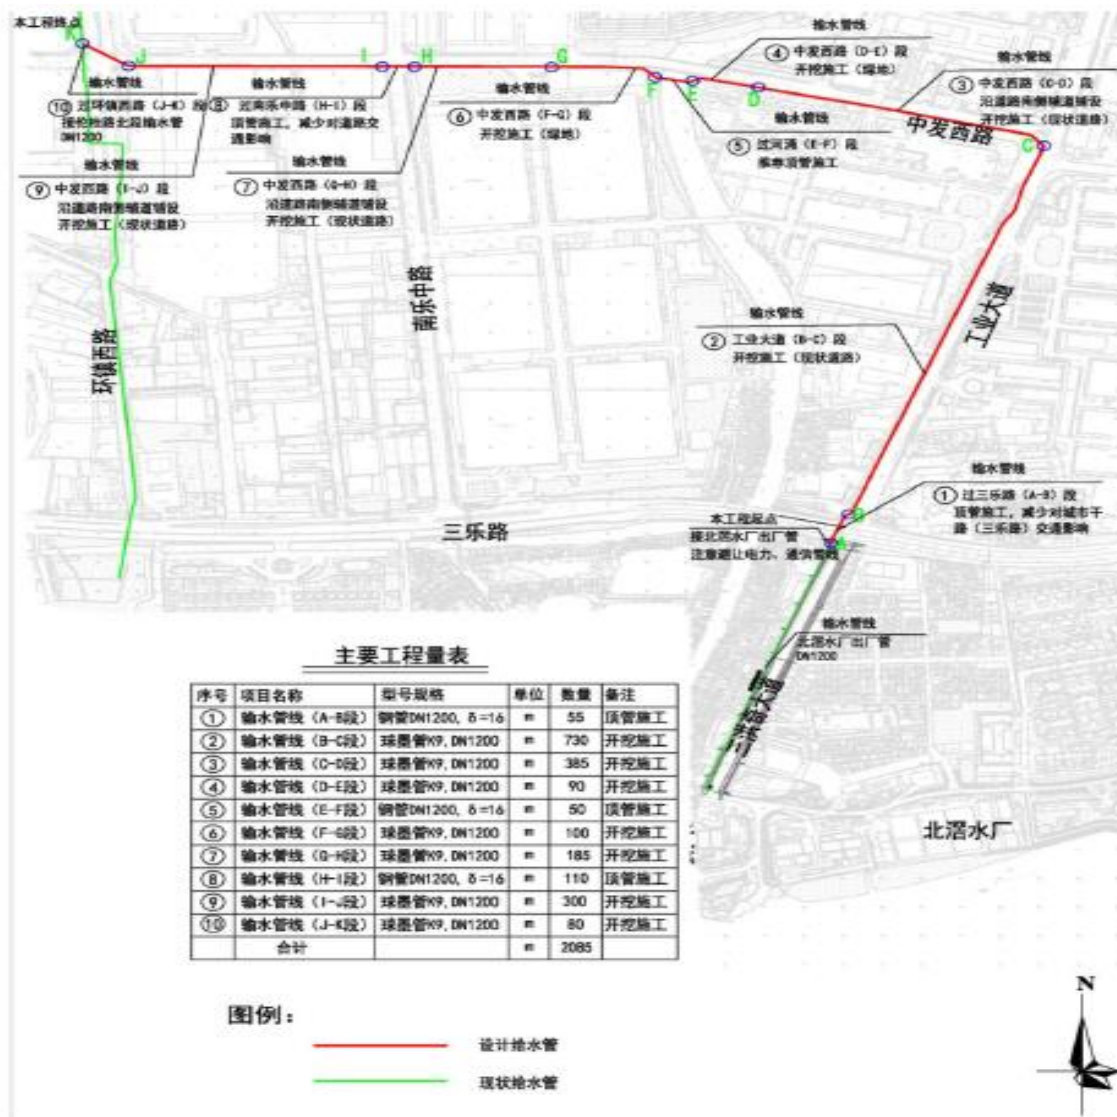 本工程终点
K
J
I
H
G
F
E
D
C
输水管线
⑩ 过环镇西路（J-K）段
接伦桂路北段输水管
DN1200
输水管线
⑧ 过南乐中路（H-I）段
顶管施工，减少对道路交
通影响
输水管线
⑥ 中发西路（F-G）段
开挖施工（绿地）
输水管线
④ 中发西路（D-E）段
开挖施工（绿地）
输水管线
③ 中发西路（C-D）段
沿道路南侧辅道铺设
开挖施工（现状道路）
中发西路
输水管线
⑤ 过河涌（E-F）段
顶管施工
输水管线
⑨ 中发西路（I-J）段
沿道路南侧辅道铺设
开挖施工（现状道路）
输水管线
⑦ 中发西路（G-H）段
沿道路南侧辅道铺设
开挖施工（现状道路）
环镇西路
南乐中路
工业大道
输水管线
② 工业大道（B-C）段
开挖施工（现状道路）
输水管线
① 过三乐路（A-B）段
顶管施工，减少对城市干
路（三乐路）交通影响
B
A
三乐路
本工程起点
接北滘水厂出厂管
注意避让电力、通信管线
输水管线
北滘水厂出厂管
DN1200
大道
北滘水厂
主要工程量表
序号 项目名称 型号规格 单位 数量 备注
① 输水管线（A-B段） 钢管DN1200，δ=16 m 55 顶管施工
② 输水管线（B-C段） 球墨管K9，DN1200 m 730 开挖施工
③ 输水管线（C-D段） 球墨管K9，DN1200 m 385 开挖施工
④ 输水管线（D-E段） 球墨管K9，DN1200 m 90 开挖施工
⑤ 输水管线（E-F段） 钢管DN1200，δ=16 m 50 顶管施工
⑥ 输水管线（F-G段） 球墨管K9，DN1200 m 100 开挖施工
⑦ 输水管线（G-H段） 球墨管K9，DN1200 m 185 开挖施工
⑧ 输水管线（H-I段） 钢管DN1200，δ=16 m 110 顶管施工
⑨ 输水管线（I-J段） 球墨管K9，DN1200 m 300 开挖施工
⑩ 输水管线（J-K段） 球墨管K9，DN1200 m 80 开挖施工
合计 m 2085
图例：
设计给水管
现状给水管
N